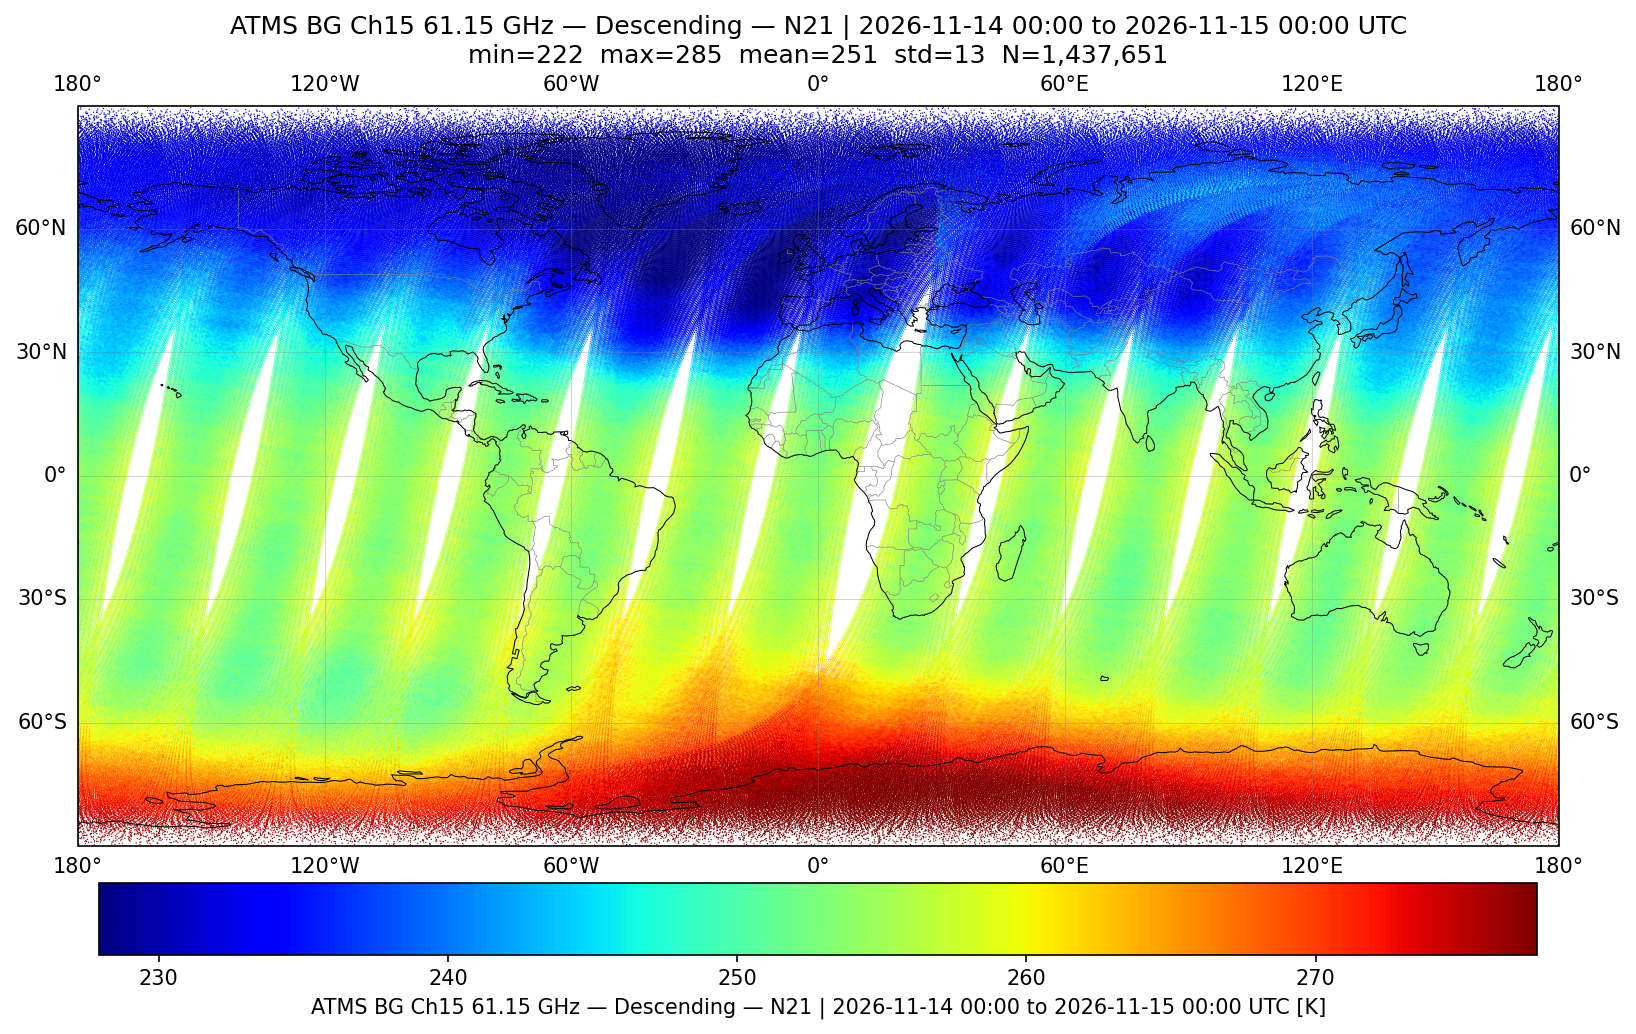 ATMS BG Ch15 61.15 GHz — Descending — N21 | 2026-11-14 00:00 to 2026-11-15 00:00 UTC
min=222 max=285 mean=251 std=13 N=1,437,651
180° 120°W 60°W 0° 60°E 120°E 180°
60°N 60°N
30°N 30°N
0° 0°
30°S 30°S
60°S 60°S
180° 120°W 60°W 0° 60°E 120°E 180°
230 240 250 260 270
ATMS BG Ch15 61.15 GHz — Descending — N21 | 2026-11-14 00:00 to 2026-11-15 00:00 UTC [K]